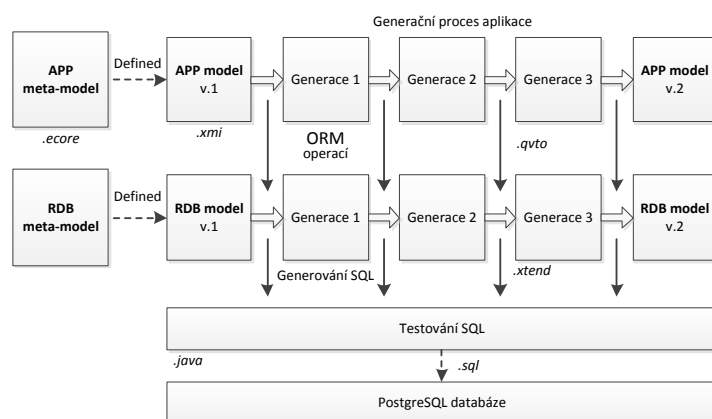 Generační proces aplikace
APP
meta-model
Defined
APP model
v.1
Generace 1
Generace 2
Generace 3
APP model
v.2
.ecore
.xmi
ORM
operací
.qvto
RDB
meta-model
Defined
RDB model
v.1
Generace 1
Generace 2
Generace 3
RDB model
v.2
Generování SQL
.xtend
Testování SQL
.java
.sql
PostgreSQL databáze